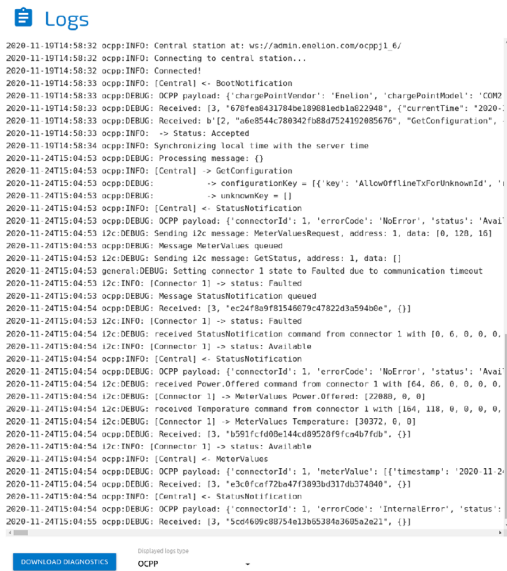 Logs
2020-11-19T14:58:32 ocpp:INFO: Central station at: ws://admin.enelion.com/ocppj1_6/
2020-11-19T14:58:32 ocpp:INFO: Connecting to central station...
2020-11-19T14:58:32 ocpp:INFO: Connected!
2020-11-19T14:58:33 ocpp:INFO: [Central] <- BootNotification
2020-11-19T14:58:33 ocpp:DEBUG: OCPP payload: {'chargePointVendor': 'Enelion', 'chargePointModel': 'COM2
2020-11-19T14:58:33 ocpp:DEBUG: Received: [3, "678fea8431784be189881edb1a822948", {"currentTime": "2020-
2020-11-19T14:58:33 ocpp:DEBUG: Received: b'[2, "a6e8544c780342fb88d7524192085676", "GetConfiguration",
2020-11-19T14:58:33 ocpp:INFO: -> Status: Accepted
2020-11-19T14:58:34 ocpp:INFO: Synchronizing local time with the server time
2020-11-24T15:04:53 ocpp:DEBUG: Processing message: {}
2020-11-24T15:04:53 ocpp:INFO: [Central] -> GetConfiguration
2020-11-24T15:04:53 ocpp:DEBUG: -> configurationKey = [{'key': 'AllowOfflineTxForUnknownId',
2020-11-24T15:04:53 ocpp:DEBUG: -> unknownKey = []
2020-11-24T15:04:53 ocpp:INFO: [Central] <- StatusNotification
2020-11-24T15:04:53 ocpp:DEBUG: OCPP payload: {'connectorId': 1, 'errorCode': 'NoError', 'status': 'Avai
2020-11-24T15:04:53 i2c:DEBUG: Sending i2c message: MeterValuesRequest, address: 1, data: [0, 128, 16]
2020-11-24T15:04:53 ocpp:DEBUG: Message MeterValues queued
2020-11-24T15:04:53 i2c:DEBUG: Sending i2c message: GetStatus, address: 1, data: []
2020-11-24T15:04:53 general:DEBUG: Setting connector 1 state to Faulted due to communication timeout
2020-11-24T15:04:53 i2c:INFO: [Connector 1] -> status: Faulted
2020-11-24T15:04:53 ocpp:DEBUG: Message StatusNotification queued
2020-11-24T15:04:54 ocpp:DEBUG: Received: [3, "ec24f8a9f81546079c47822d3a594b0e", {}]
2020-11-24T15:04:53 i2c:INFO: [Connector 1] -> status: Faulted
2020-11-24T15:04:54 i2c:DEBUG: received StatusNotification command from connector 1 with [0, 6, 0, 0, 0,
2020-11-24T15:04:54 i2c:INFO: [Connector 1] -> status: Available
2020-11-24T15:04:54 ocpp:INFO: [Central] <- StatusNotification
2020-11-24T15:04:54 ocpp:DEBUG: OCPP payload: {'connectorId': 1, 'errorCode': 'NoError', 'status': 'Avai
2020-11-24T15:04:54 i2c:DEBUG: received Power.Offered command from connector 1 with [64, 86, 0, 0, 0, 0,
2020-11-24T15:04:54 i2c:DEBUG: [Connector 1] -> MeterValues Power.Offered: [22080, 0, 0]
2020-11-24T15:04:54 i2c:DEBUG: received Temperature command from connector 1 with [164, 118, 0, 0, 0, 0,
2020-11-24T15:04:54 i2c:DEBUG: [Connector 1] -> MeterValues Temperature: [30372, 0, 0]
2020-11-24T15:04:54 ocpp:DEBUG: Received: [3, "b591fcfd08e144cd89528f9fca4b7fdb", {}]
2020-11-24T15:04:54 i2c:INFO: [Connector 1] -> status: Available
2020-11-24T15:04:54 ocpp:INFO: [Central] <- MeterValues
2020-11-24T15:04:54 ocpp:DEBUG: OCPP payload: {'connectorId': 1, 'meterValue': [{'timestamp': '2020-11-24
2020-11-24T15:04:54 ocpp:DEBUG: Received: [3, "e3c0fcaf72ba47f3893bd317db374840", {}]
2020-11-24T15:04:54 ocpp:INFO: [Central] <- StatusNotification
2020-11-24T15:04:54 ocpp:DEBUG: OCPP payload: {'connectorId': 1, 'errorCode': 'InternalError', 'status':
2020-11-24T15:04:55 ocpp:DEBUG: Received: [3, "5cd4609c88754e13b65384a3685a2e21", {}]
DOWNLOAD DIAGNOSTICS
Displayed logs type
OCPP